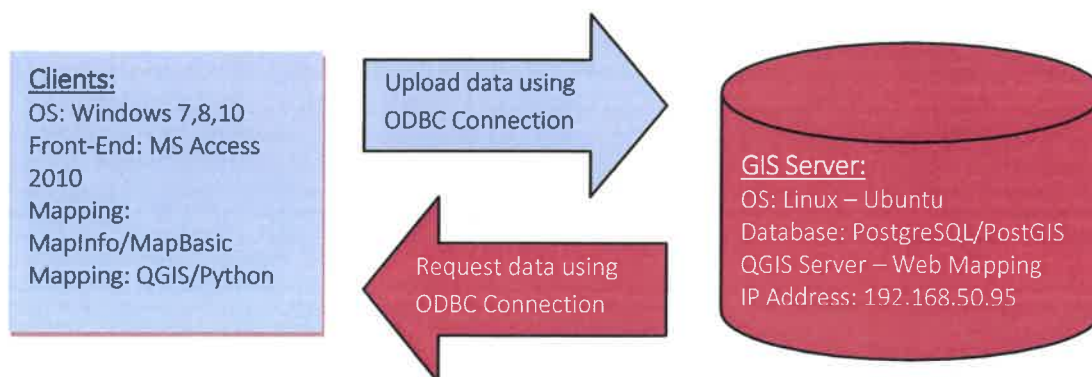 Clients:
OS: Windows 7,8,10
Front-End: MS Access
2010
Mapping:
MapInfo/MapBasic
Mapping: QGIS/Python
Upload data using
ODBC Connection
Request data using
ODBC Connection
GIS Server:
OS: Linux – Ubuntu
Database: PostgreSQL/PostGIS
QGIS Server – Web Mapping
IP Address: 192.168.50.95